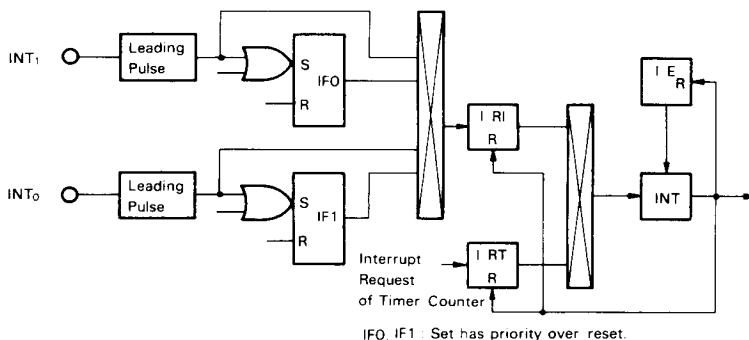 INT1
Leading
Pulse
S
IF0
R
INT0
Leading
Pulse
S
IF1
R
I RI
R
I E
R
INT
Interrupt
Request
of Timer Counter
I RT
R
IF0, IF1 : Set has priority over reset.